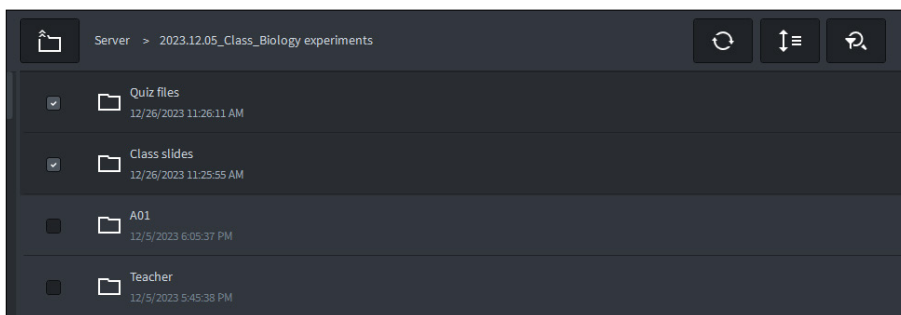 Server > 2023.12.05_Class_Biology experiments
Quiz files
12/26/2023 11:26:11 AM
Class slides
12/26/2023 11:25:55 AM
A01
12/5/2023 6:05:37 PM
Teacher
12/5/2023 5:45:38 PM